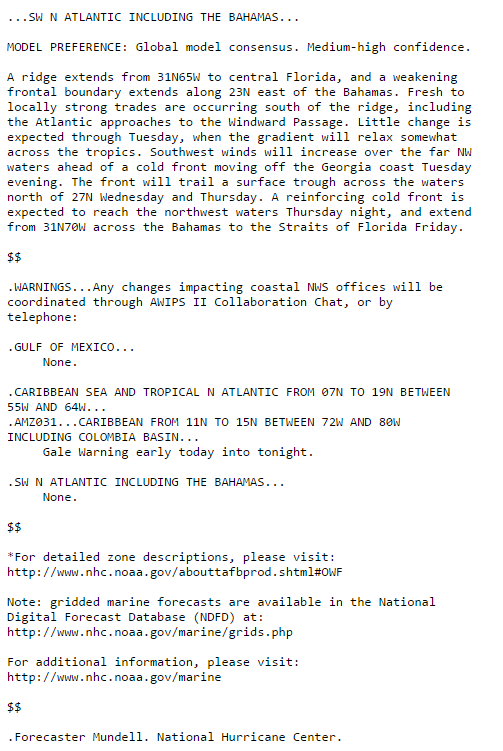 ...SW N ATLANTIC INCLUDING THE BAHAMAS...
MODEL PREFERENCE: Global model consensus. Medium-high confidence.
A ridge extends from 31N65W to central Florida, and a weakening
frontal boundary extends along 23N east of the Bahamas. Fresh to
locally strong trades are occurring south of the ridge, including
the Atlantic approaches to the Windward Passage. Little change is
expected through Tuesday, when the gradient will relax somewhat
across the tropics. Southwest winds will increase over the far NW
waters ahead of a cold front moving off the Georgia coast Tuesday
evening. The front will trail a surface trough across the waters
north of 27N Wednesday and Thursday. A reinforcing cold front is
expected to reach the northwest waters Thursday night, and extend
from 31N70W across the Bahamas to the Straits of Florida Friday.
$$
.WARNINGS...Any changes impacting coastal NWS offices will be
coordinated through AWIPS II Collaboration Chat, or by
telephone:
.GULF OF MEXICO...
None.
.CARIBBEAN SEA AND TROPICAL N ATLANTIC FROM 07N TO 19N BETWEEN
55W AND 64W...
.AMZ031...CARIBBEAN FROM 11N TO 15N BETWEEN 72W AND 80W
INCLUDING COLOMBIA BASIN...
Gale Warning early today into tonight.
.SW N ATLANTIC INCLUDING THE BAHAMAS...
None.
$$
*For detailed zone descriptions, please visit:
http://www.nhc.noaa.gov/abouttafbprod.shtml#OWF
Note: gridded marine forecasts are available in the National
Digital Forecast Database (NDFD) at:
http://www.nhc.noaa.gov/marine/grids.php
For additional information, please visit:
http://www.nhc.noaa.gov/marine
$$
.Forecaster Mundell. National Hurricane Center.